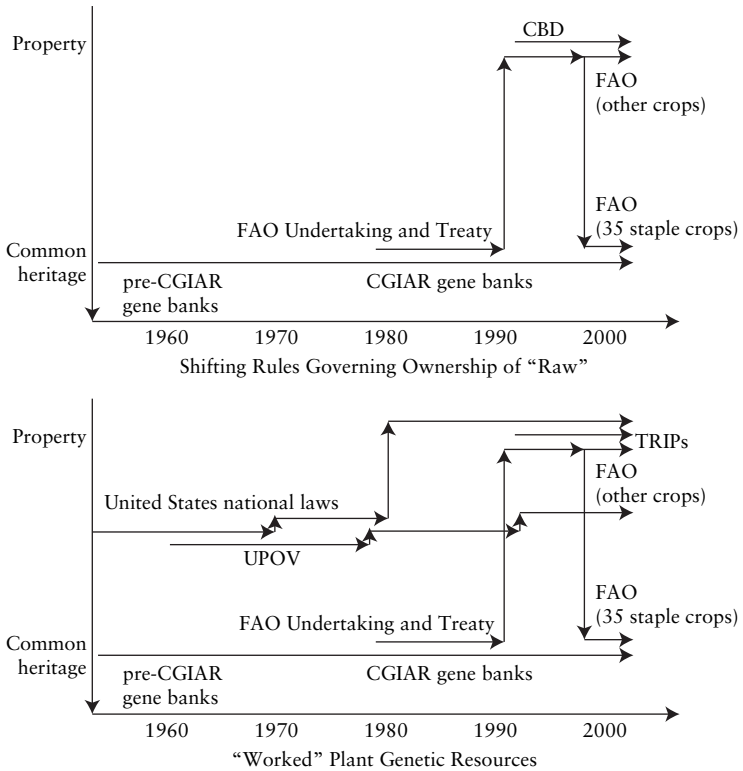 CBD
Property
FAO
(other crops)
FAO Undertaking and Treaty
FAO
(35 staple crops)
Common
heritage
pre-CGIAR
gene banks
CGIAR gene banks
1960 1970 1980 1990 2000
Shifting Rules Governing Ownership of “Raw”
Property
TRIPs
FAO
(other crops)
United States national laws
UPOV
FAO Undertaking and Treaty
FAO
(35 staple crops)
Common
heritage
pre-CGIAR
gene banks
CGIAR gene banks
1960 1970 1980 1990 2000
“Worked” Plant Genetic Resources